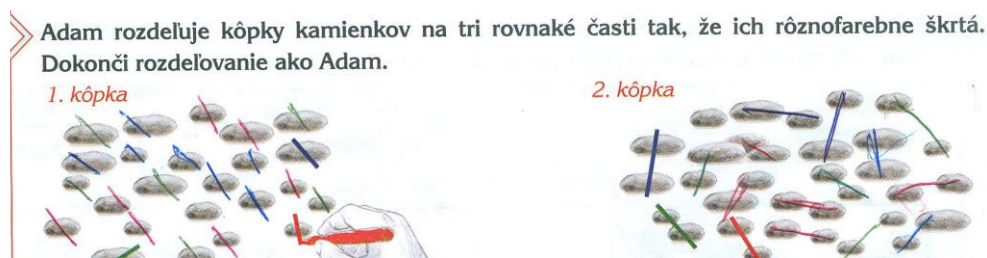 Adam rozdeľuje kôpky kamienkov na tri rovnaké časti tak, že ich rôznofarebne škrtá.
Dokonči rozdeľovanie ako Adam.
1. kôpka
2. kôpka